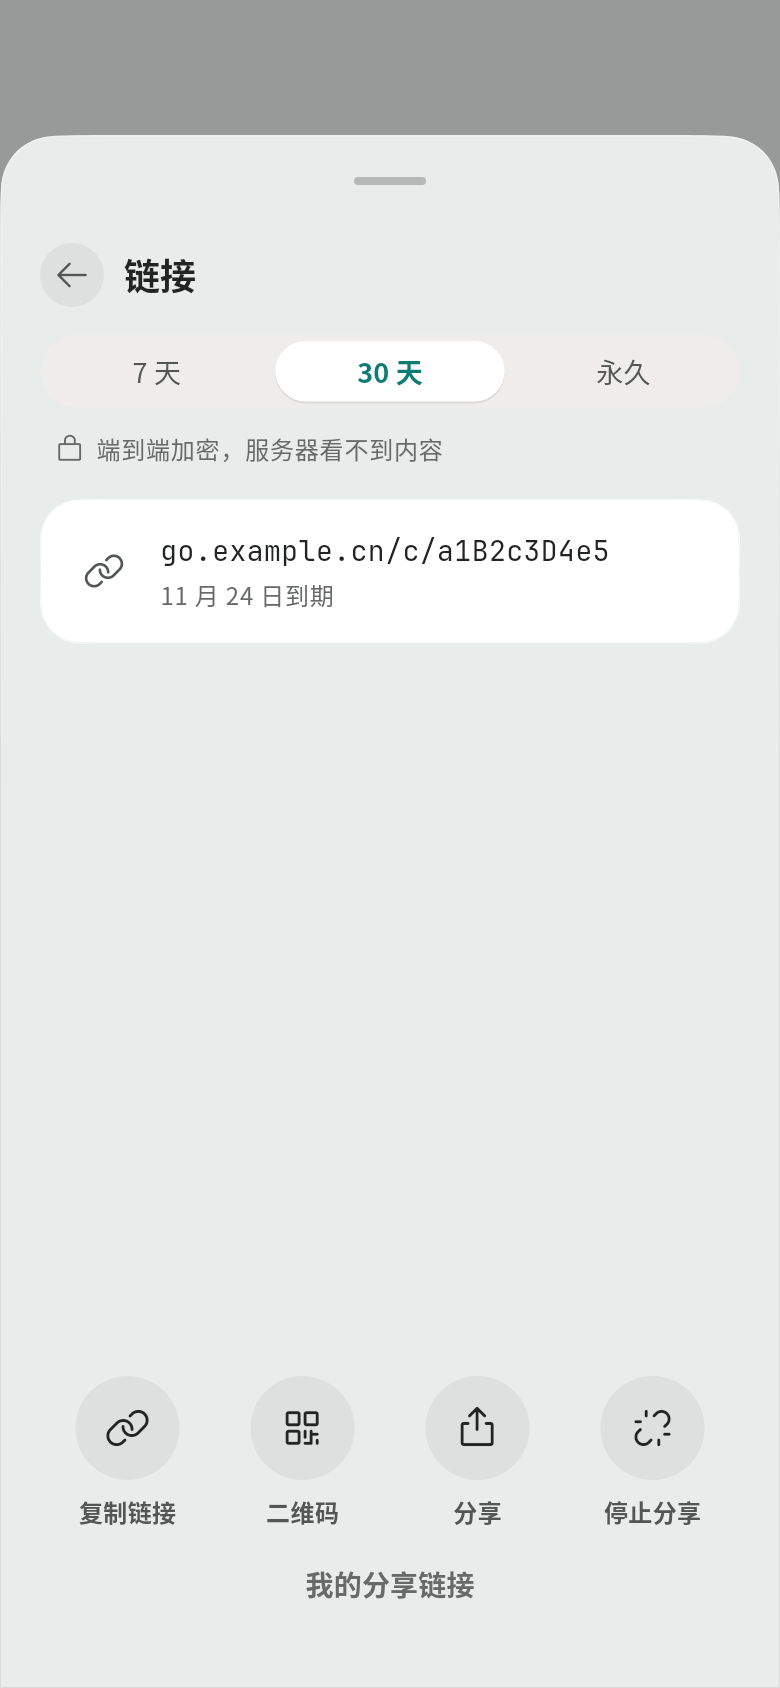 链接
7 天
30 天
永久
端到端加密，服务器看不到内容
go.example.cn/c/a1B2c3D4e5
11 月 24 日到期
复制链接
二维码
分享
停止分享
我的分享链接